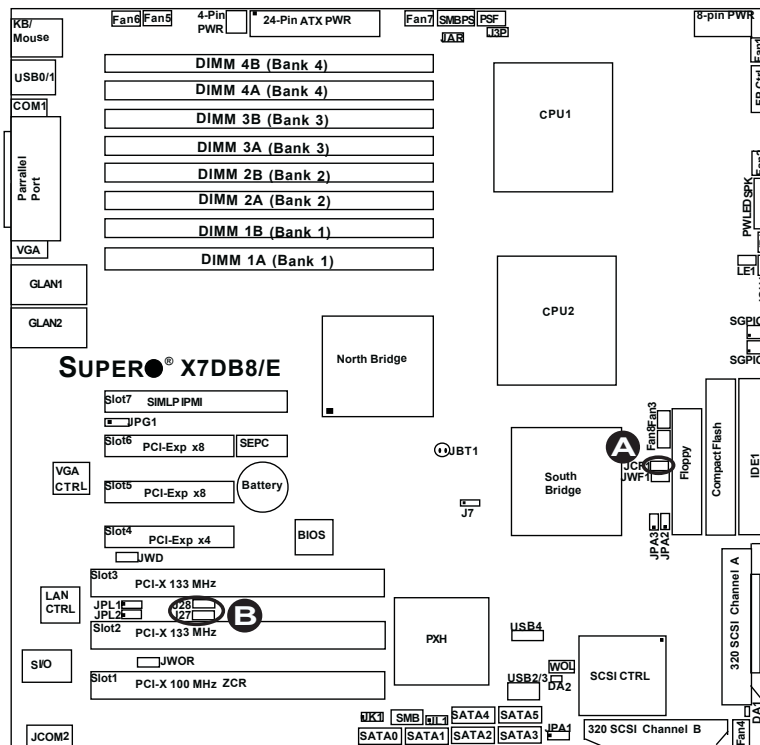 KB/
Mouse
Fan6
Fan5
4-Pin
PWR
24-Pin ATX PWR
Fan7
SMBPS
PSF
JAR
J3P
8-pin PWR
Fan1
USB0/1
COM1
Parrallel
Port
VGA
GLAN1
GLAN2
DIMM 4B (Bank 4)
DIMM 4A (Bank 4)
DIMM 3B (Bank 3)
DIMM 3A (Bank 3)
DIMM 2B (Bank 2)
DIMM 2A (Bank 2)
DIMM 1B (Bank 1)
DIMM 1A (Bank 1)
CPU1
CPU2
FP Ctrl
PWLED
SPK
LE1
SGPIO
SGPIO
SUPER® X7DB8/E
North Bridge
Slot7
SIMLP IPMI
JPG1
Slot6
PCI-Exp x8
SEPC
VGA
CTRL
Slot5
PCI-Exp x8
Battery
JBT1
J7
South
Bridge
A
Fan8
Fan3
JCF1
JWF1
Floppy
Compact Flash
IDE1
JPA3
JPA2
Slot4
PCI-Exp x4
BIOS
JWD
Slot3
PCI-X 133 MHz
LAN
CTRL
JPL1
JPL2
J28
J27
B
Slot2
PCI-X 133 MHz
PXH
USB4
SIO
JWOR
Slot1
PCI-X 100 MHz ZCR
USB2/3
WOL
DA2
SCSI CTRL
320 SCSI Channel A
DA1
JCOM2
JK1
SMB
JL1
SATA4
SATA5
SATA0
SATA1
SATA2
SATA3
JPA1
320 SCSI Channel B
Fan4